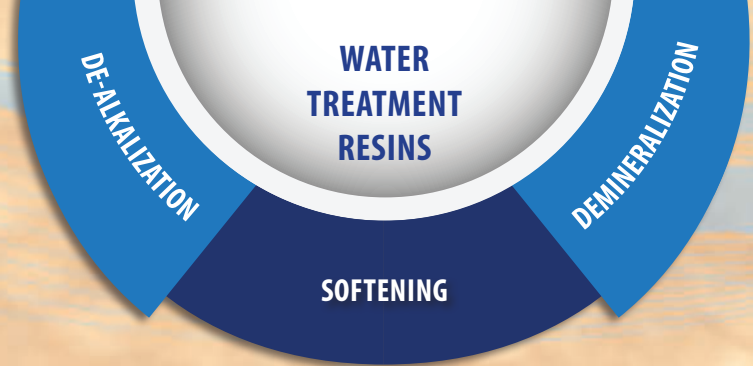 WATER
TREATMENT
RESINS
DE-ALKALIZATION
DEMINERALIZATION
SOFTENING